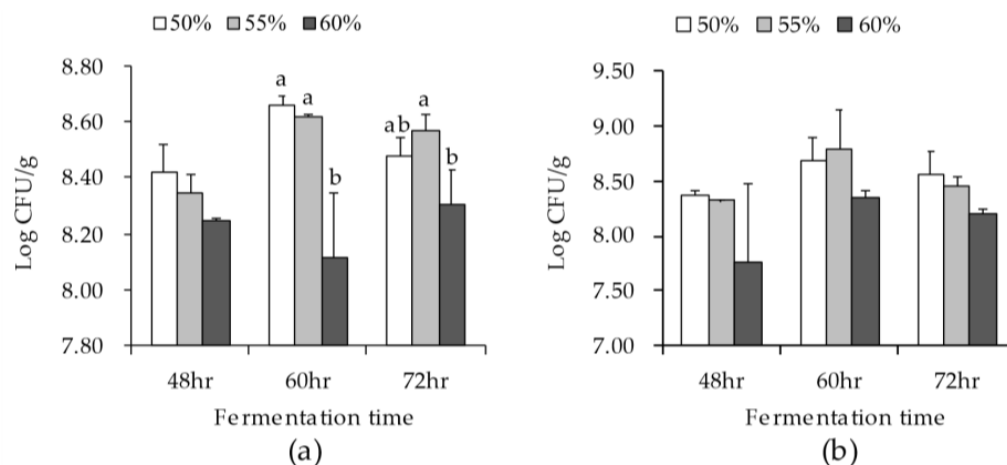 50% 55% 60%
8.80
8.60
8.40
8.20
8.00
7.80
Log CFU/g
a a b
ab a b
48hr 60hr 72hr
Fermentation time
(a)
50% 55% 60%
9.50
9.00
8.50
8.00
7.50
7.00
Log CFU/g
48hr 60hr 72hr
Fermentation time
(b)